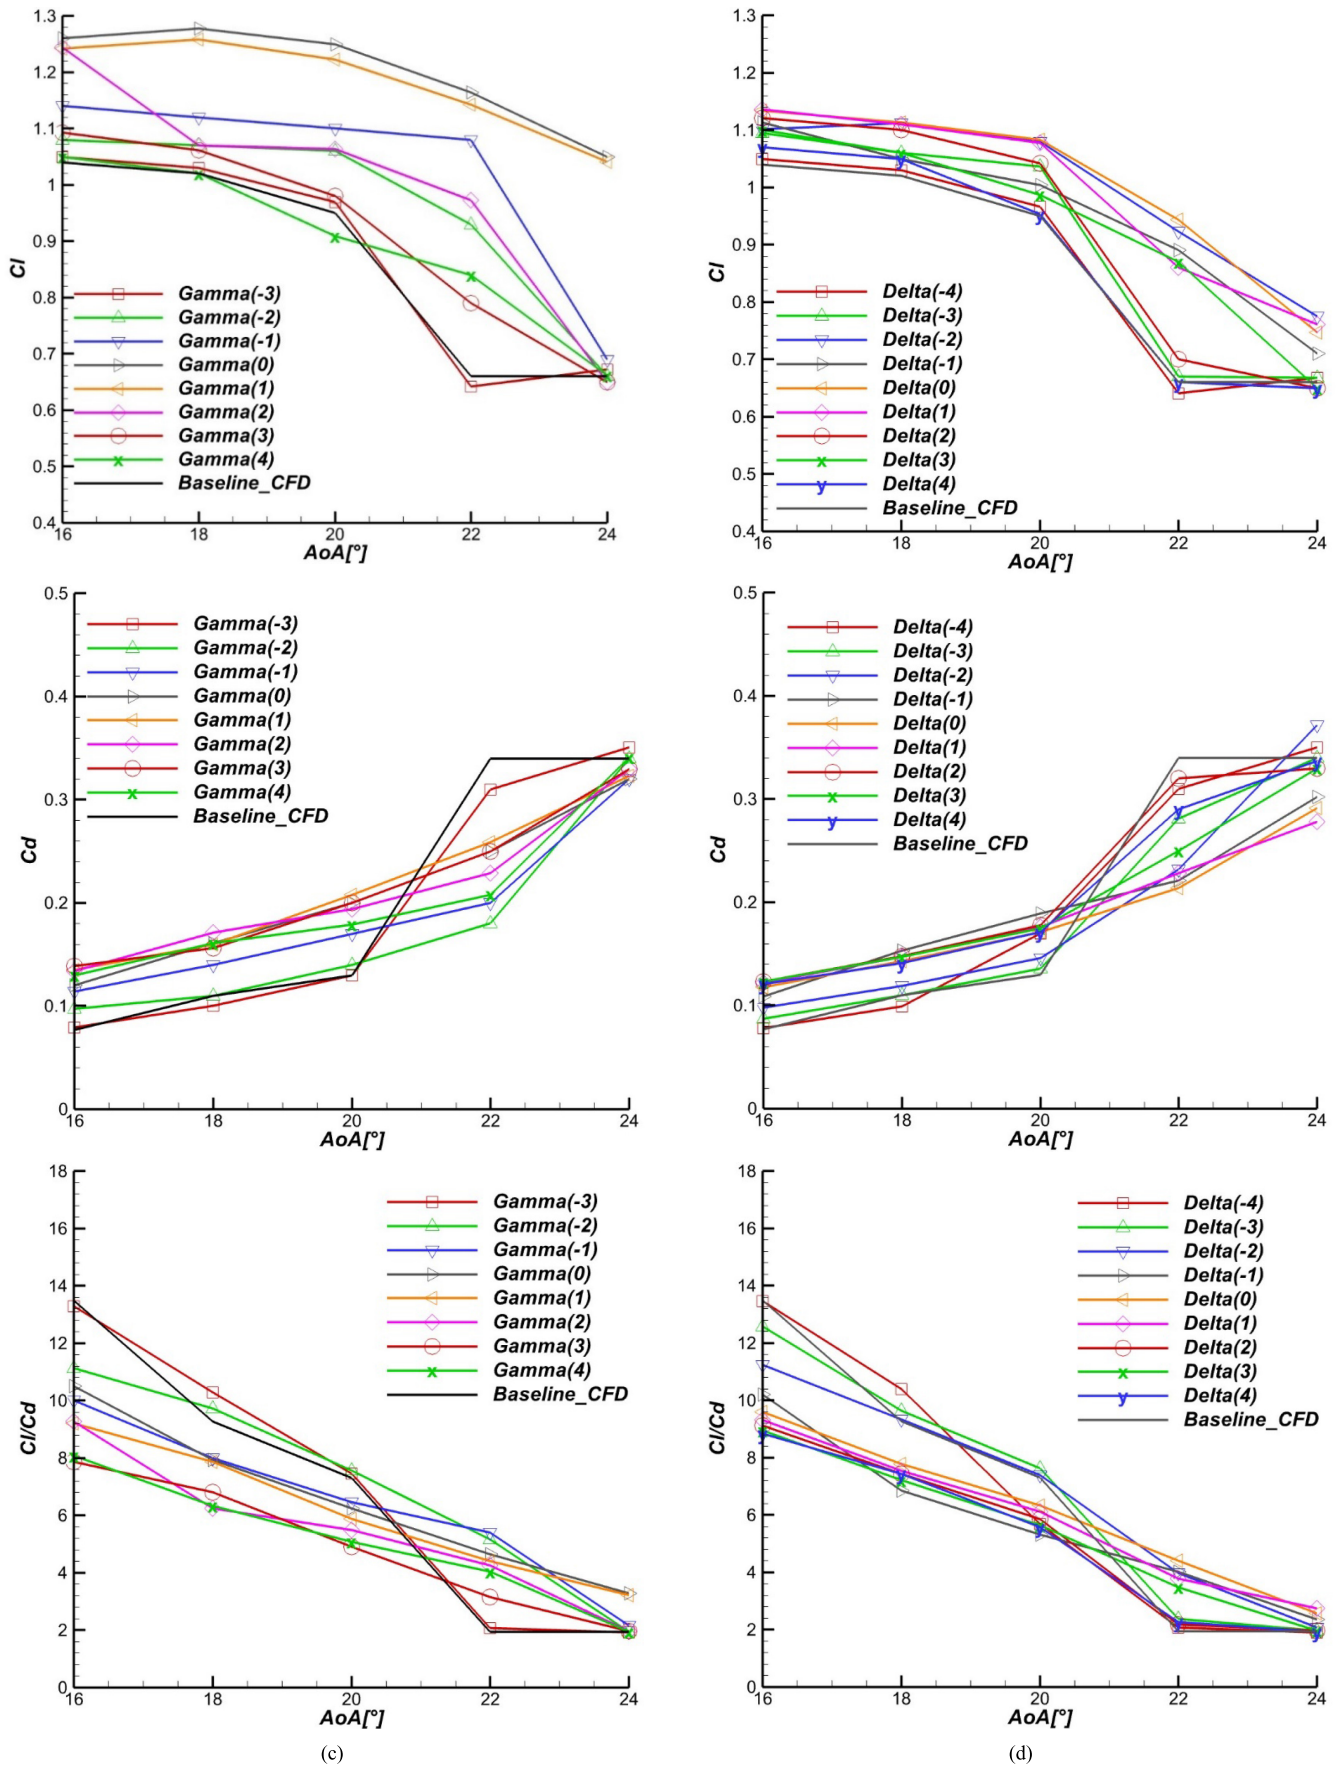 1.3
1.2
1.1
1
0.9
0.8
0.7
0.6
0.5
0.4
Cl
Gamma(-3)
Gamma(-2)
Gamma(-1)
Gamma(0)
Gamma(1)
Gamma(2)
Gamma(3)
Gamma(4)
Baseline_CFD
16 18 20 22 24
AoA[°]
1.3
1.2
1.1
1
0.9
0.8
0.7
0.6
0.5
0.4
Cl
Delta(-4)
Delta(-3)
Delta(-2)
Delta(-1)
Delta(0)
Delta(1)
Delta(2)
Delta(3)
Delta(4)
Baseline_CFD
16 18 20 22 24
AoA[°]
0.5
0.4
0.3
0.2
0.1
0
Cd
Gamma(-3)
Gamma(-2)
Gamma(-1)
Gamma(0)
Gamma(1)
Gamma(2)
Gamma(3)
Gamma(4)
Baseline_CFD
16 18 20 22 24
AoA[°]
0.5
0.4
0.3
0.2
0.1
0
Cd
Delta(-4)
Delta(-3)
Delta(-2)
Delta(-1)
Delta(0)
Delta(1)
Delta(2)
Delta(3)
Delta(4)
Baseline_CFD
16 18 20 22 24
AoA[°]
18
16
14
12
10
8
6
4
2
0
Cl/Cd
Gamma(-3)
Gamma(-2)
Gamma(-1)
Gamma(0)
Gamma(1)
Gamma(2)
Gamma(3)
Gamma(4)
Baseline_CFD
16 18 20 22 24
AoA[°]
18
16
14
12
10
8
6
4
2
0
Cl/Cd
Delta(-4)
Delta(-3)
Delta(-2)
Delta(-1)
Delta(0)
Delta(1)
Delta(2)
Delta(3)
Delta(4)
Baseline_CFD
16 18 20 22 24
AoA[°]
(c)
(d)